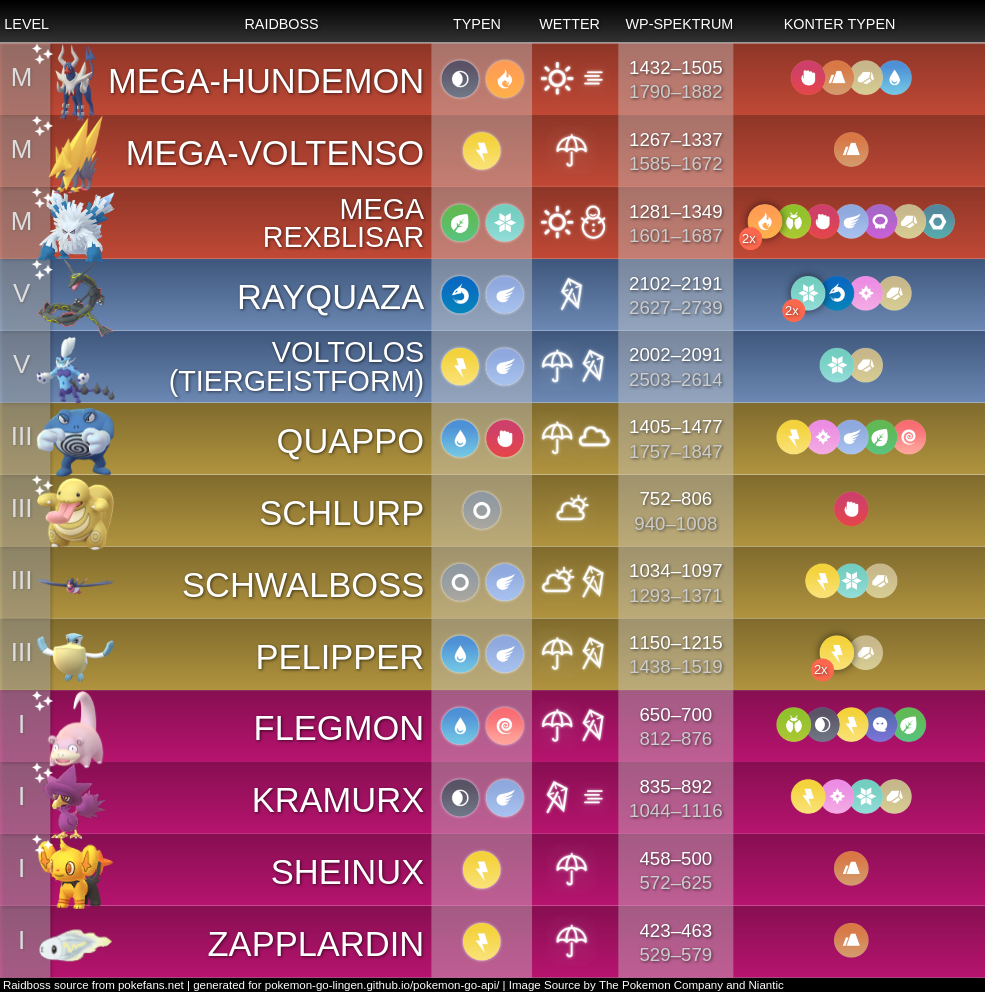 LEVEL RAIDBOSS TYPEN WETTER WP-SPEKTRUM KONTER TYPEN
M MEGA-HUNDEMON 1432–1505
1790–1882
M MEGA-VOLTENSO 1267–1337
1585–1672
M MEGA REXBLISAR 1281–1349
1601–1687 2x
V RAYQUAZA 2102–2191
2627–2739 2x
V VOLTOLOS (TIERGEISTFORM) 2002–2091
2503–2614
III QUAPPO 1405–1477
1757–1847
III SCHLURP 752–806
940–1008
III SCHWALBOSS 1034–1097
1293–1371
III PELIPPER 1150–1215
1438–1519 2x
I FLEGMON 650–700
812–876
I KRAMURX 835–892
1044–1116
I SHEINUX 458–500
572–625
I ZAPPLARDIN 423–463
529–579
Raidboss source from pokefans.net | generated for pokemon-go-lingen.github.io/pokemon-go-api/ | Image Source by The Pokemon Company and Niantic